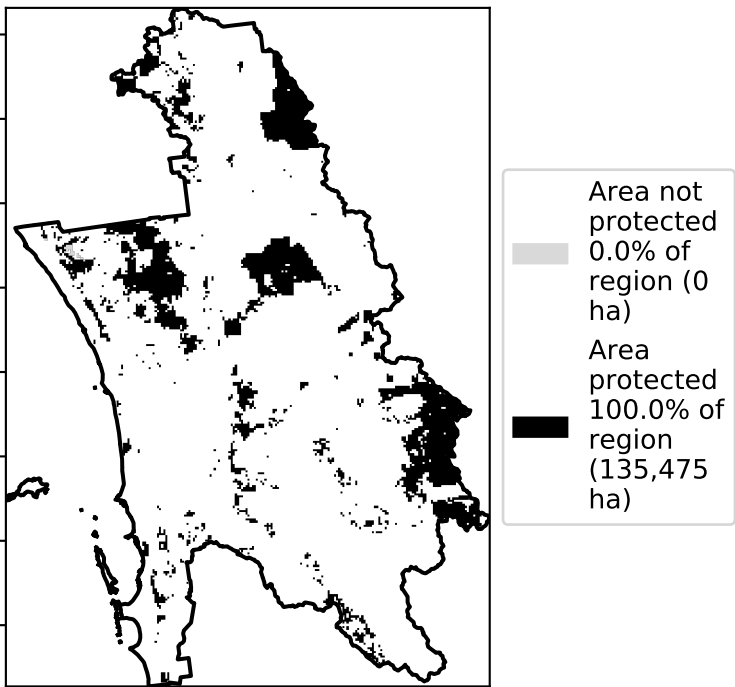 Area not
protected
0.0% of
region (0
ha)
Area
protected
100.0% of
region
(135,475
ha)